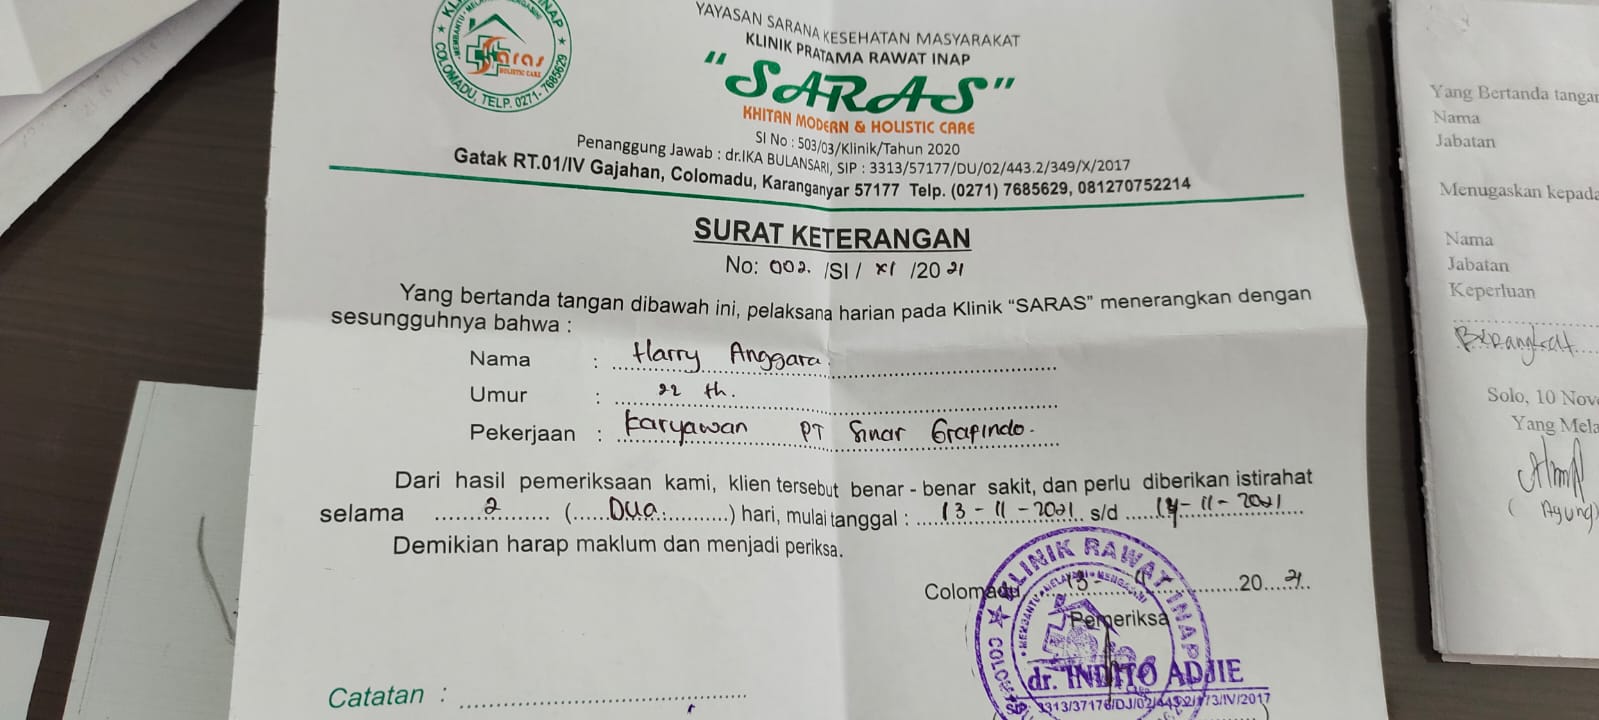 KL INAP
MEMBANTU · MELA MENGABDI
Saras
HOLISTIC CARE
★ COLOMADU, TELP. 0271- 7685629 ★
YAYASAN SARANA KESEHATAN MASYARAKAT
KLINIK PRATAMA RAWAT INAP
"SARAS"
KHITAN MODERN & HOLISTIC CARE
SI No : 503/03/Klinik/Tahun 2020
Penanggung Jawab : dr.IKA BULANSARI, SIP : 3313/57177/DU/02/443.2/349/X/2017
Gatak RT.01/IV Gajahan, Colomadu, Karanganyar 57177 Telp. (0271) 7685629, 081270752214
SURAT KETERANGAN
No: 002. /SI / XI /20 21
Yang bertanda tangan dibawah ini, pelaksana harian pada Klinik "SARAS" menerangkan dengan
sesungguhnya bahwa :
Nama : Harry Anggara
Umur : 22 th.
Pekerjaan : Karyawan PT Sinar Grapindo.
Dari hasil pemeriksaan kami, klien tersebut benar - benar sakit, dan perlu diberikan istirahat
selama 2 (Dua) hari, mulai tanggal : 13 - 11 - 2021 s/d 14 - 11 - 2021
Demikian harap maklum dan menjadi periksa.
Colomadu, 13 - 11 2021
Pemeriksa
KLINIK RAWAT INAP
dr. INDITO ADJIE
3313/37176/DJ/02/443.2/173/IV/2017
Catatan :
Yang Bertanda tangan
Nama
Jabatan
Menugaskan kepada
Nama
Jabatan
Keperluan
Berangkat
Solo, 10 Nove
Yang Mela
( Agung)